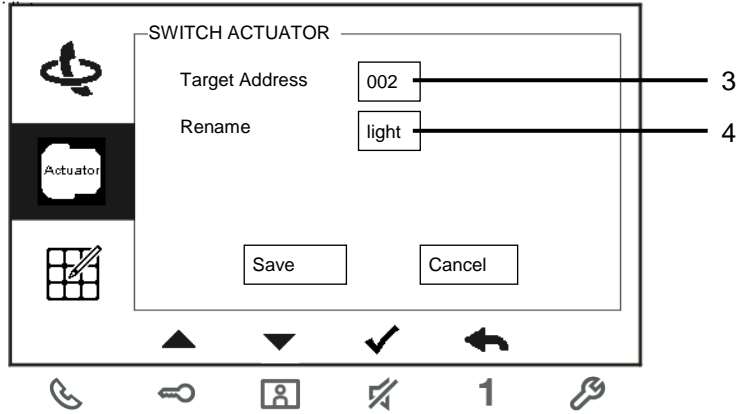 SWITCH ACTUATOR
Target Address 002 3
Rename light 4
Actuator
Save Cancel
1